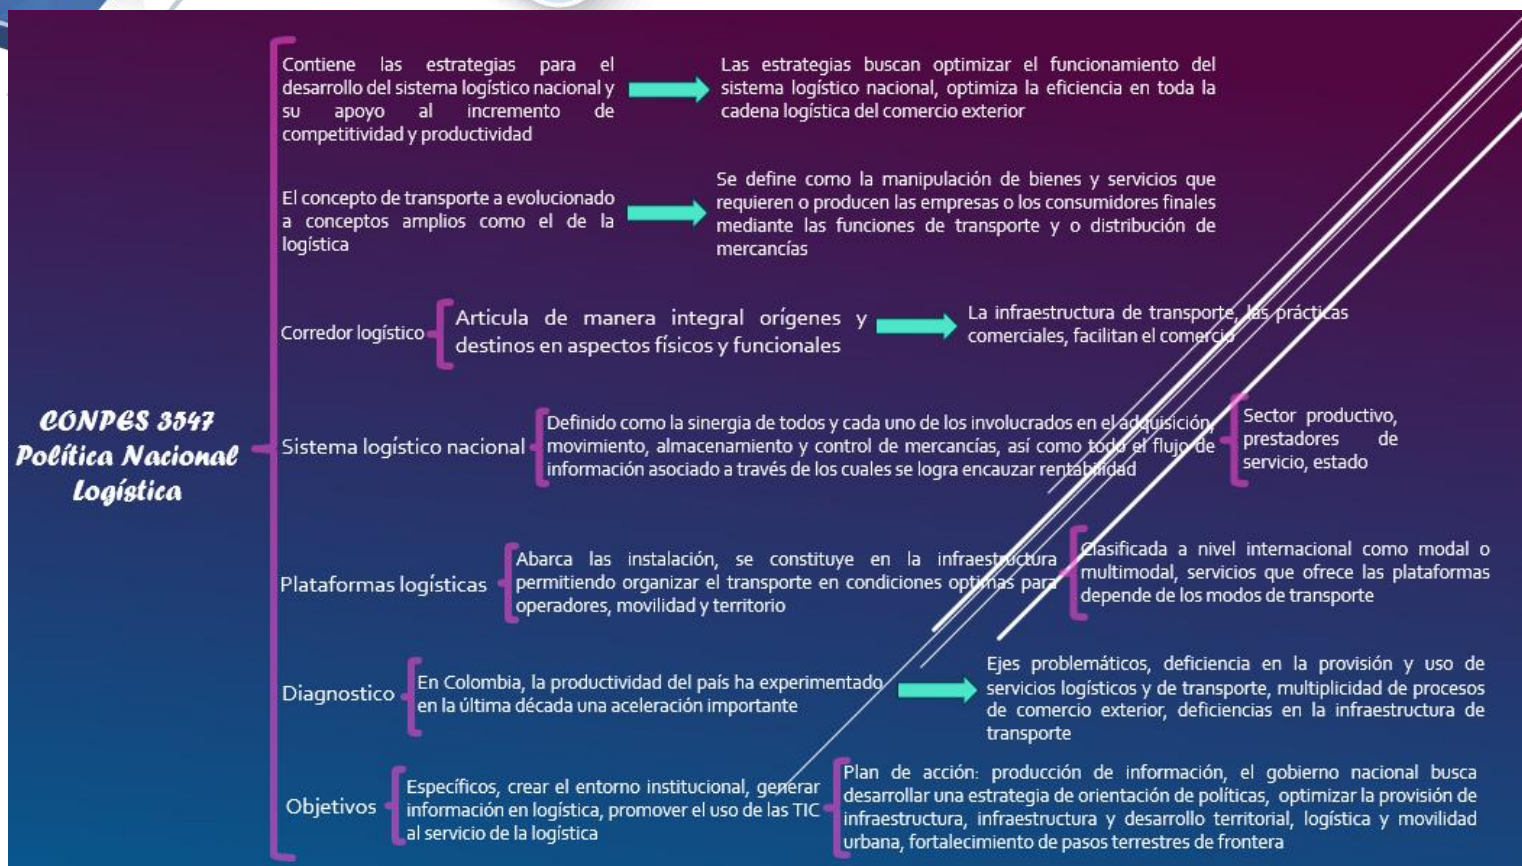 CONPES 3547
Política Nacional
Logística
Contiene las estrategias para el
desarrollo del sistema logístico nacional y
su apoyo al incremento de
competitividad y productividad
Las estrategias buscan optimizar el funcionamiento del
sistema logístico nacional, optimiza la eficiencia en toda la
cadena logística del comercio exterior
El concepto de transporte a evolucionado
a conceptos amplios como el de la
logística
Se define como la manipulación de bienes y servicios que
requieren o producen las empresas o los consumidores finales
mediante las funciones de transporte y o distribución de
mercancías
Corredor logístico
Articula de manera integral orígenes y
destinos en aspectos físicos y funcionales
La infraestructura de transporte, las prácticas
comerciales, facilitan el comercio
Sistema logístico nacional
Definido como la sinergia de todos y cada uno de los involucrados en el adquisición,
movimiento, almacenamiento y control de mercancías, así como todo el flujo de
información asociado a través de los cuales se logra encauzar rentabilidad
Sector productivo,
prestadores de
servicio, estado
Plataformas logísticas
Abarca las instalación, se constituye en la infraestructura
permitiendo organizar el transporte en condiciones optimas para
operadores, movilidad y territorio
Clasificada a nivel internacional como modal o
multimodal, servicios que ofrece las plataformas
depende de los modos de transporte
Diagnostico
En Colombia, la productividad del país ha experimentado
en la última década una aceleración importante
Ejes problemáticos, deficiencia en la provisión y uso de
servicios logísticos y de transporte, multiplicidad de procesos
de comercio exterior, deficiencias en la infraestructura de
transporte
Objetivos
Específicos, crear el entorno institucional, generar
información en logística, promover el uso de las TIC
al servicio de la logística
Plan de acción: producción de información, el gobierno nacional busca
desarrollar una estrategia de orientación de políticas, optimizar la provisión de
infraestructura, infraestructura y desarrollo territorial, logística y movilidad
urbana, fortalecimiento de pasos terrestres de frontera